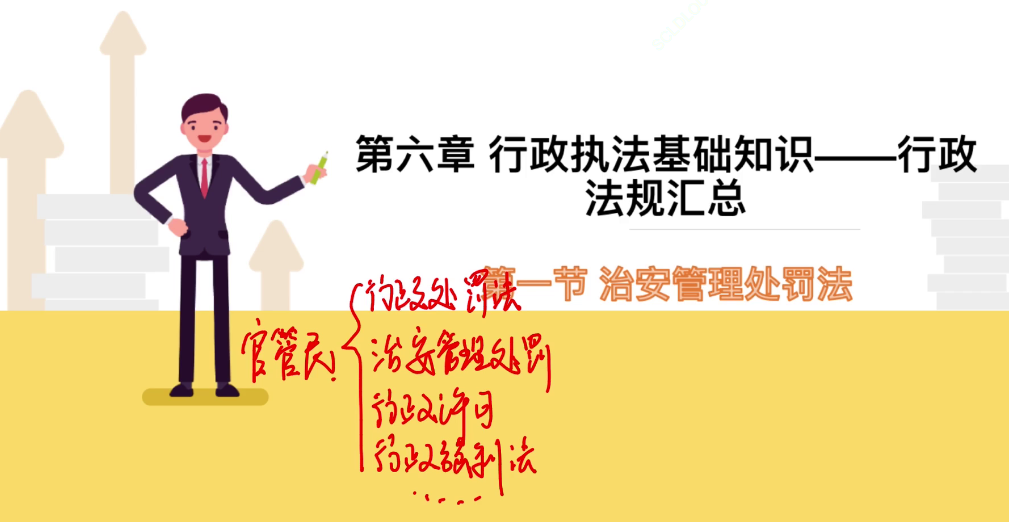 第六章 行政执法基础知识——行政
法规汇总
第一节 治安管理处罚法
行政处罚法
官管民
治安管理处罚
行政许可
行政强制法
......